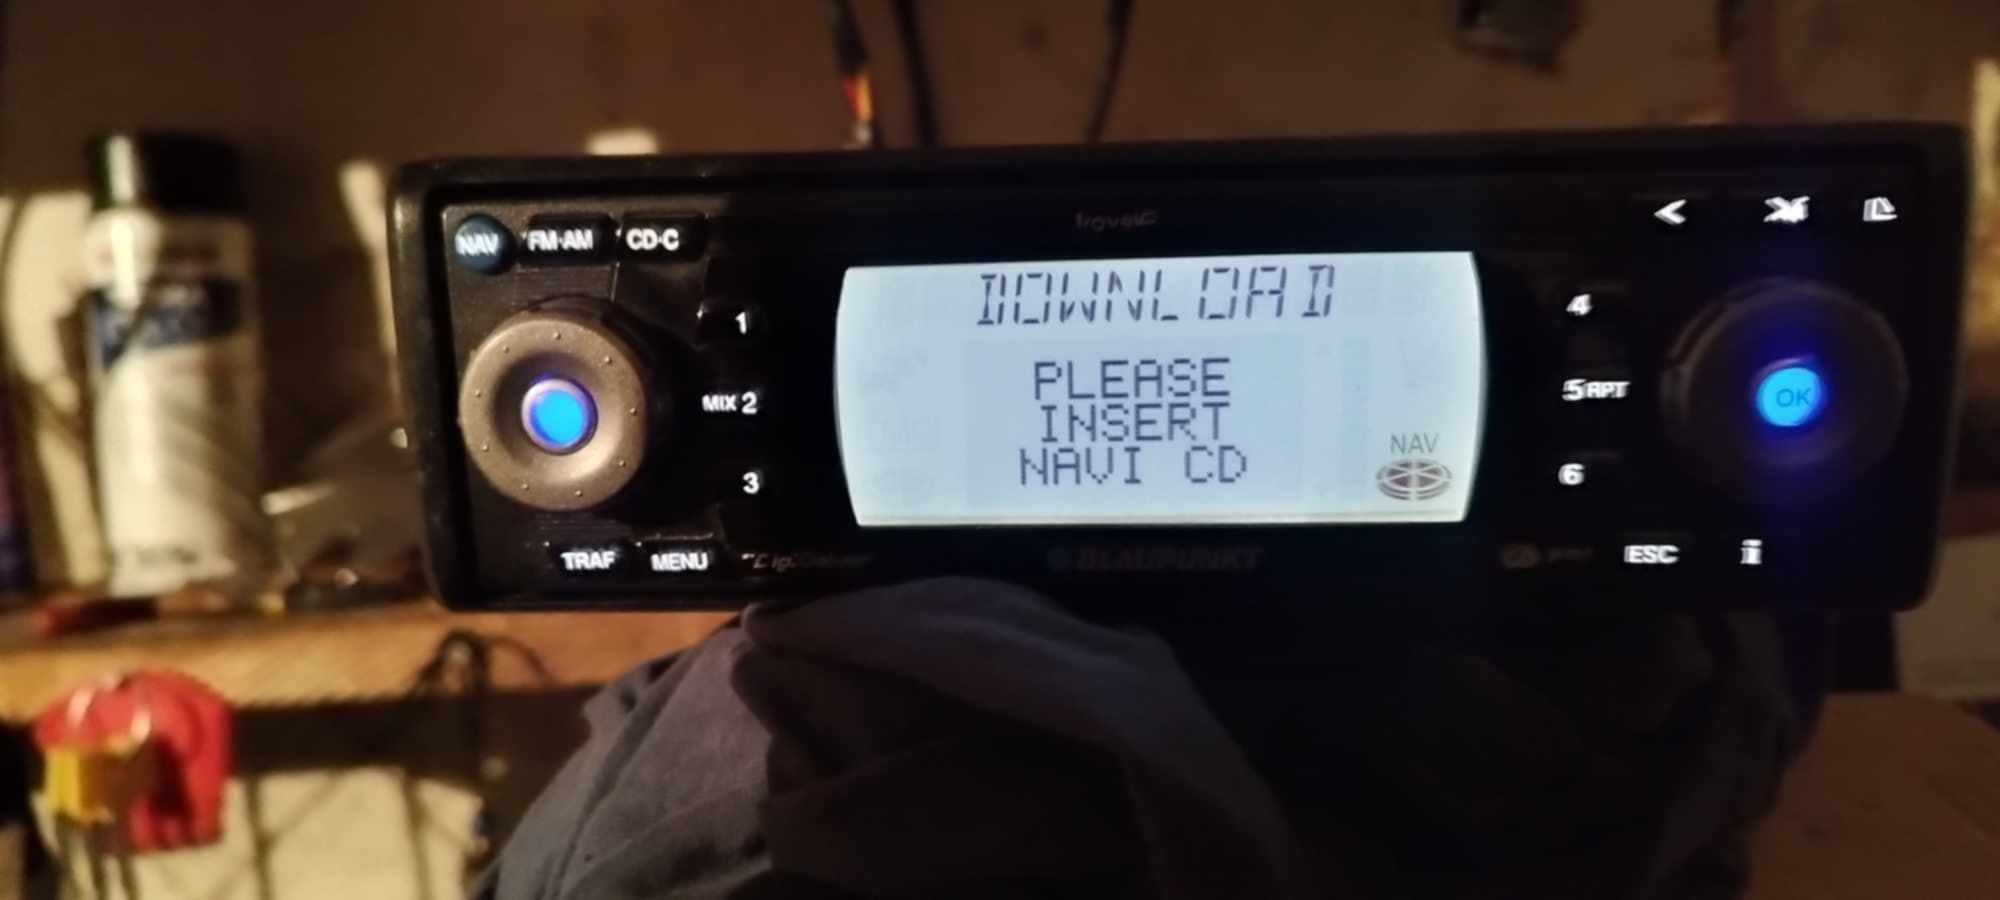 NAV FM·AM CD·C
DOWNLOAD
PLEASE
INSERT
NAVI CD
NAV
1
MIX 2
3
4
5 RPT
6
OK
TRAF MENU
BLAUPUNKT
ESC i